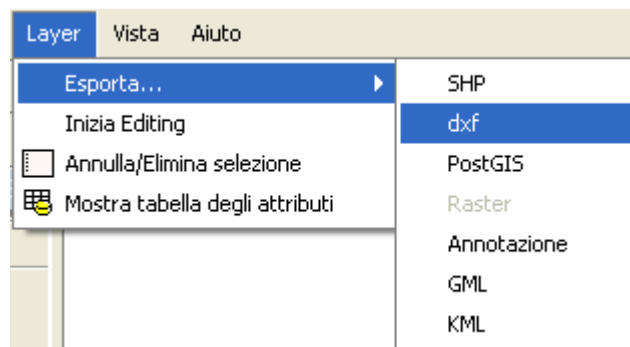 Layer Vista Aiuto
Esporta...
Inizia Editing
Annulla/Elimina selezione
Mostra tabella degli attributi
SHP
dxf
PostGIS
Raster
Annotazione
GML
KML